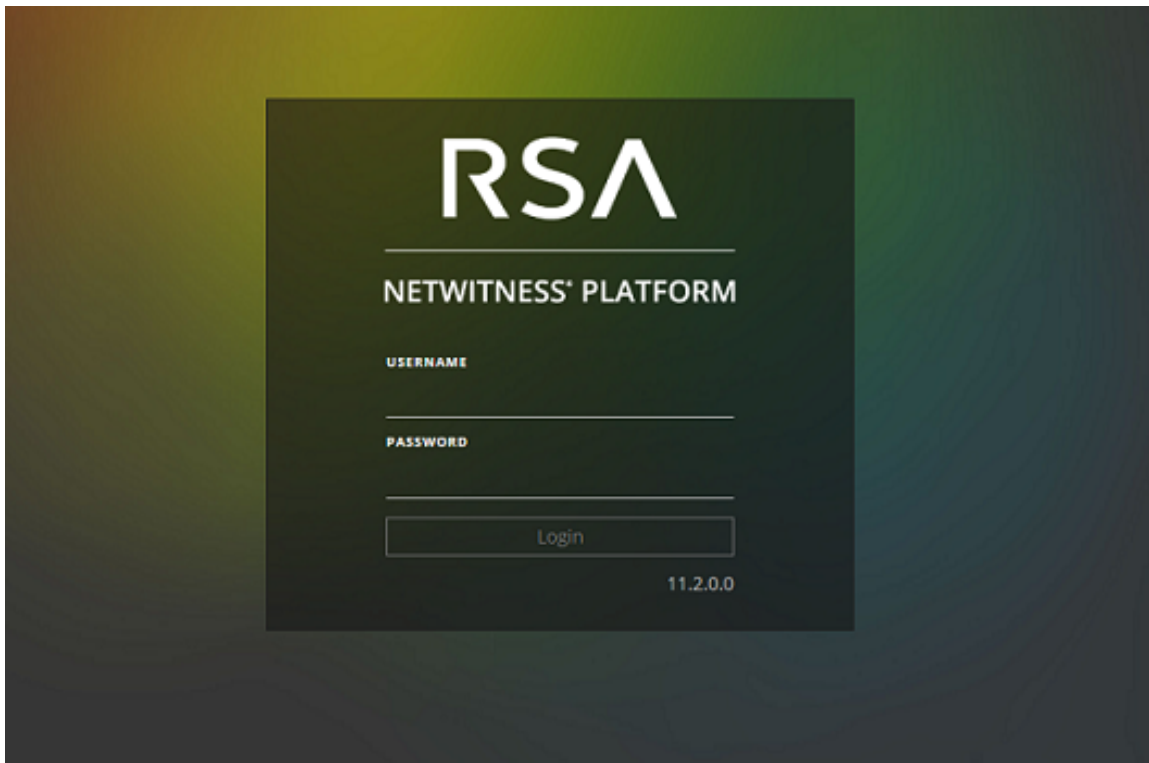 RSA
NETWITNESS® PLATFORM
USERNAME
PASSWORD
Login
11.2.0.0